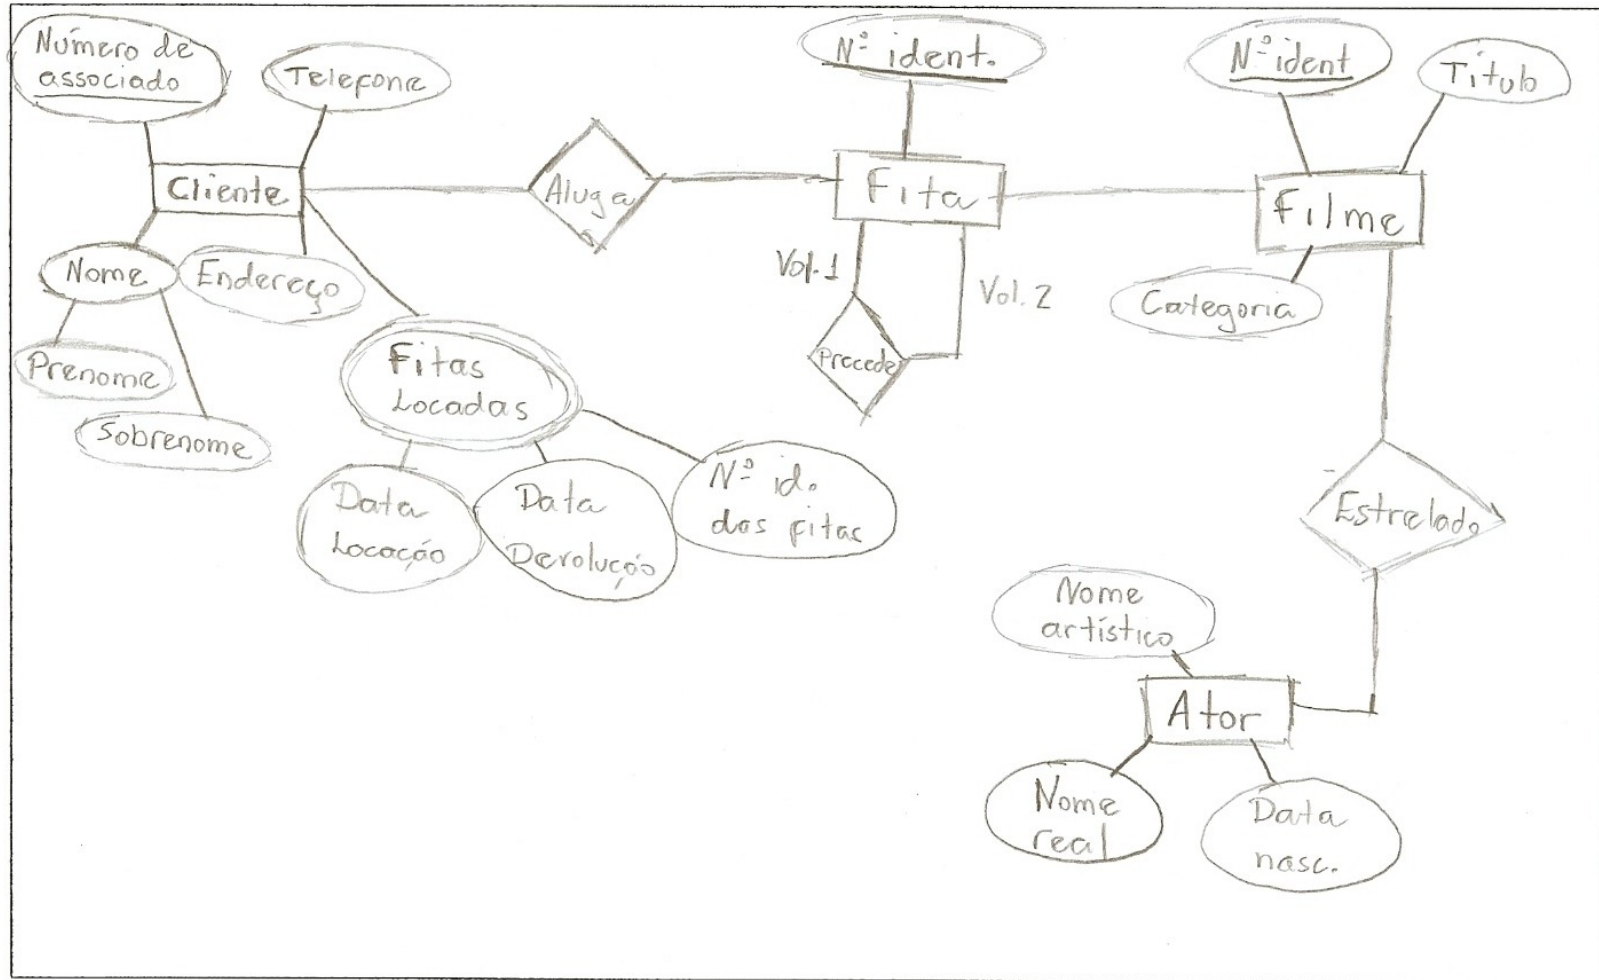 Número de
associado
Telefone
Nº ident.
Nº ident
Título
Cliente
Aluga
Fita
Filme
Nome
Endereço
Vol. 1
Vol. 2
Categoria
Prenome
Sobrenome
Fitas
Locadas
Precede
Data
Locação
Data
Devolução
Nº id.
das fitas
Estrelado
Nome
artístico
Ator
Nome
real
Data
nasc.